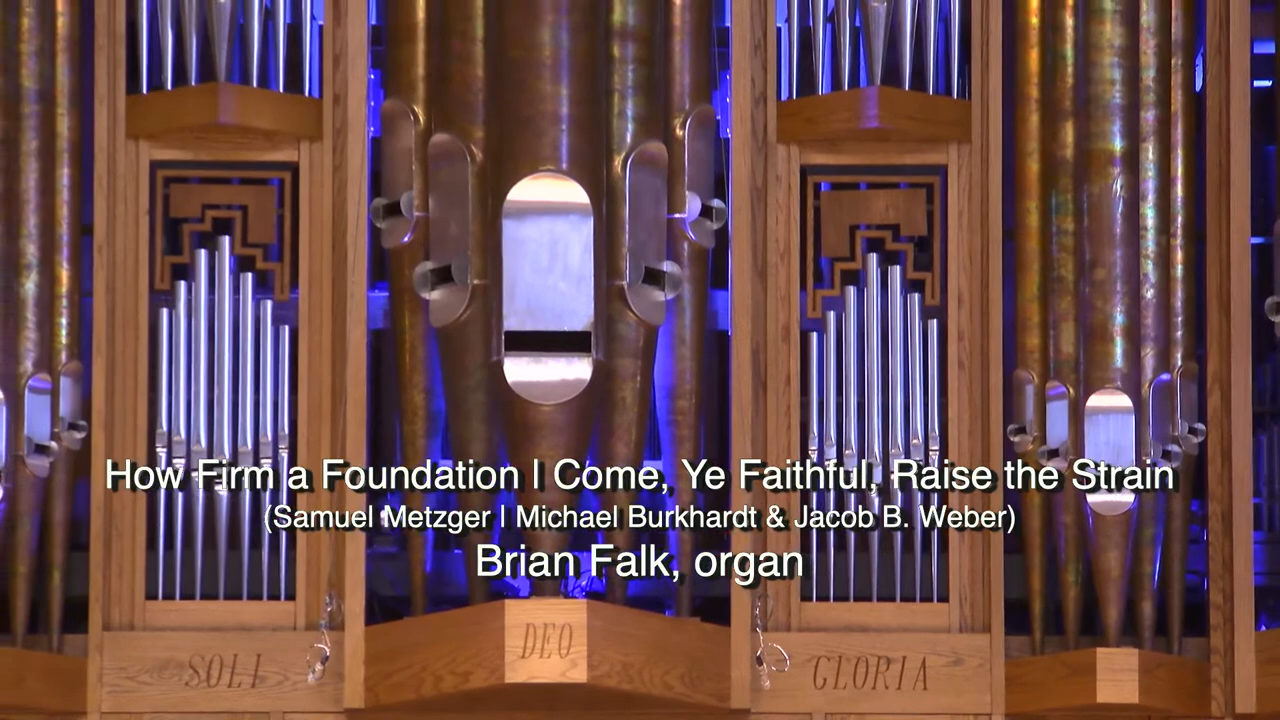 How Firm a Foundation | Come, Ye Faithful, Raise the Strain
(Samuel Metzger | Michael Burkhardt & Jacob B. Weber)
Brian Falk, organ
SOLI DEO GLORIA